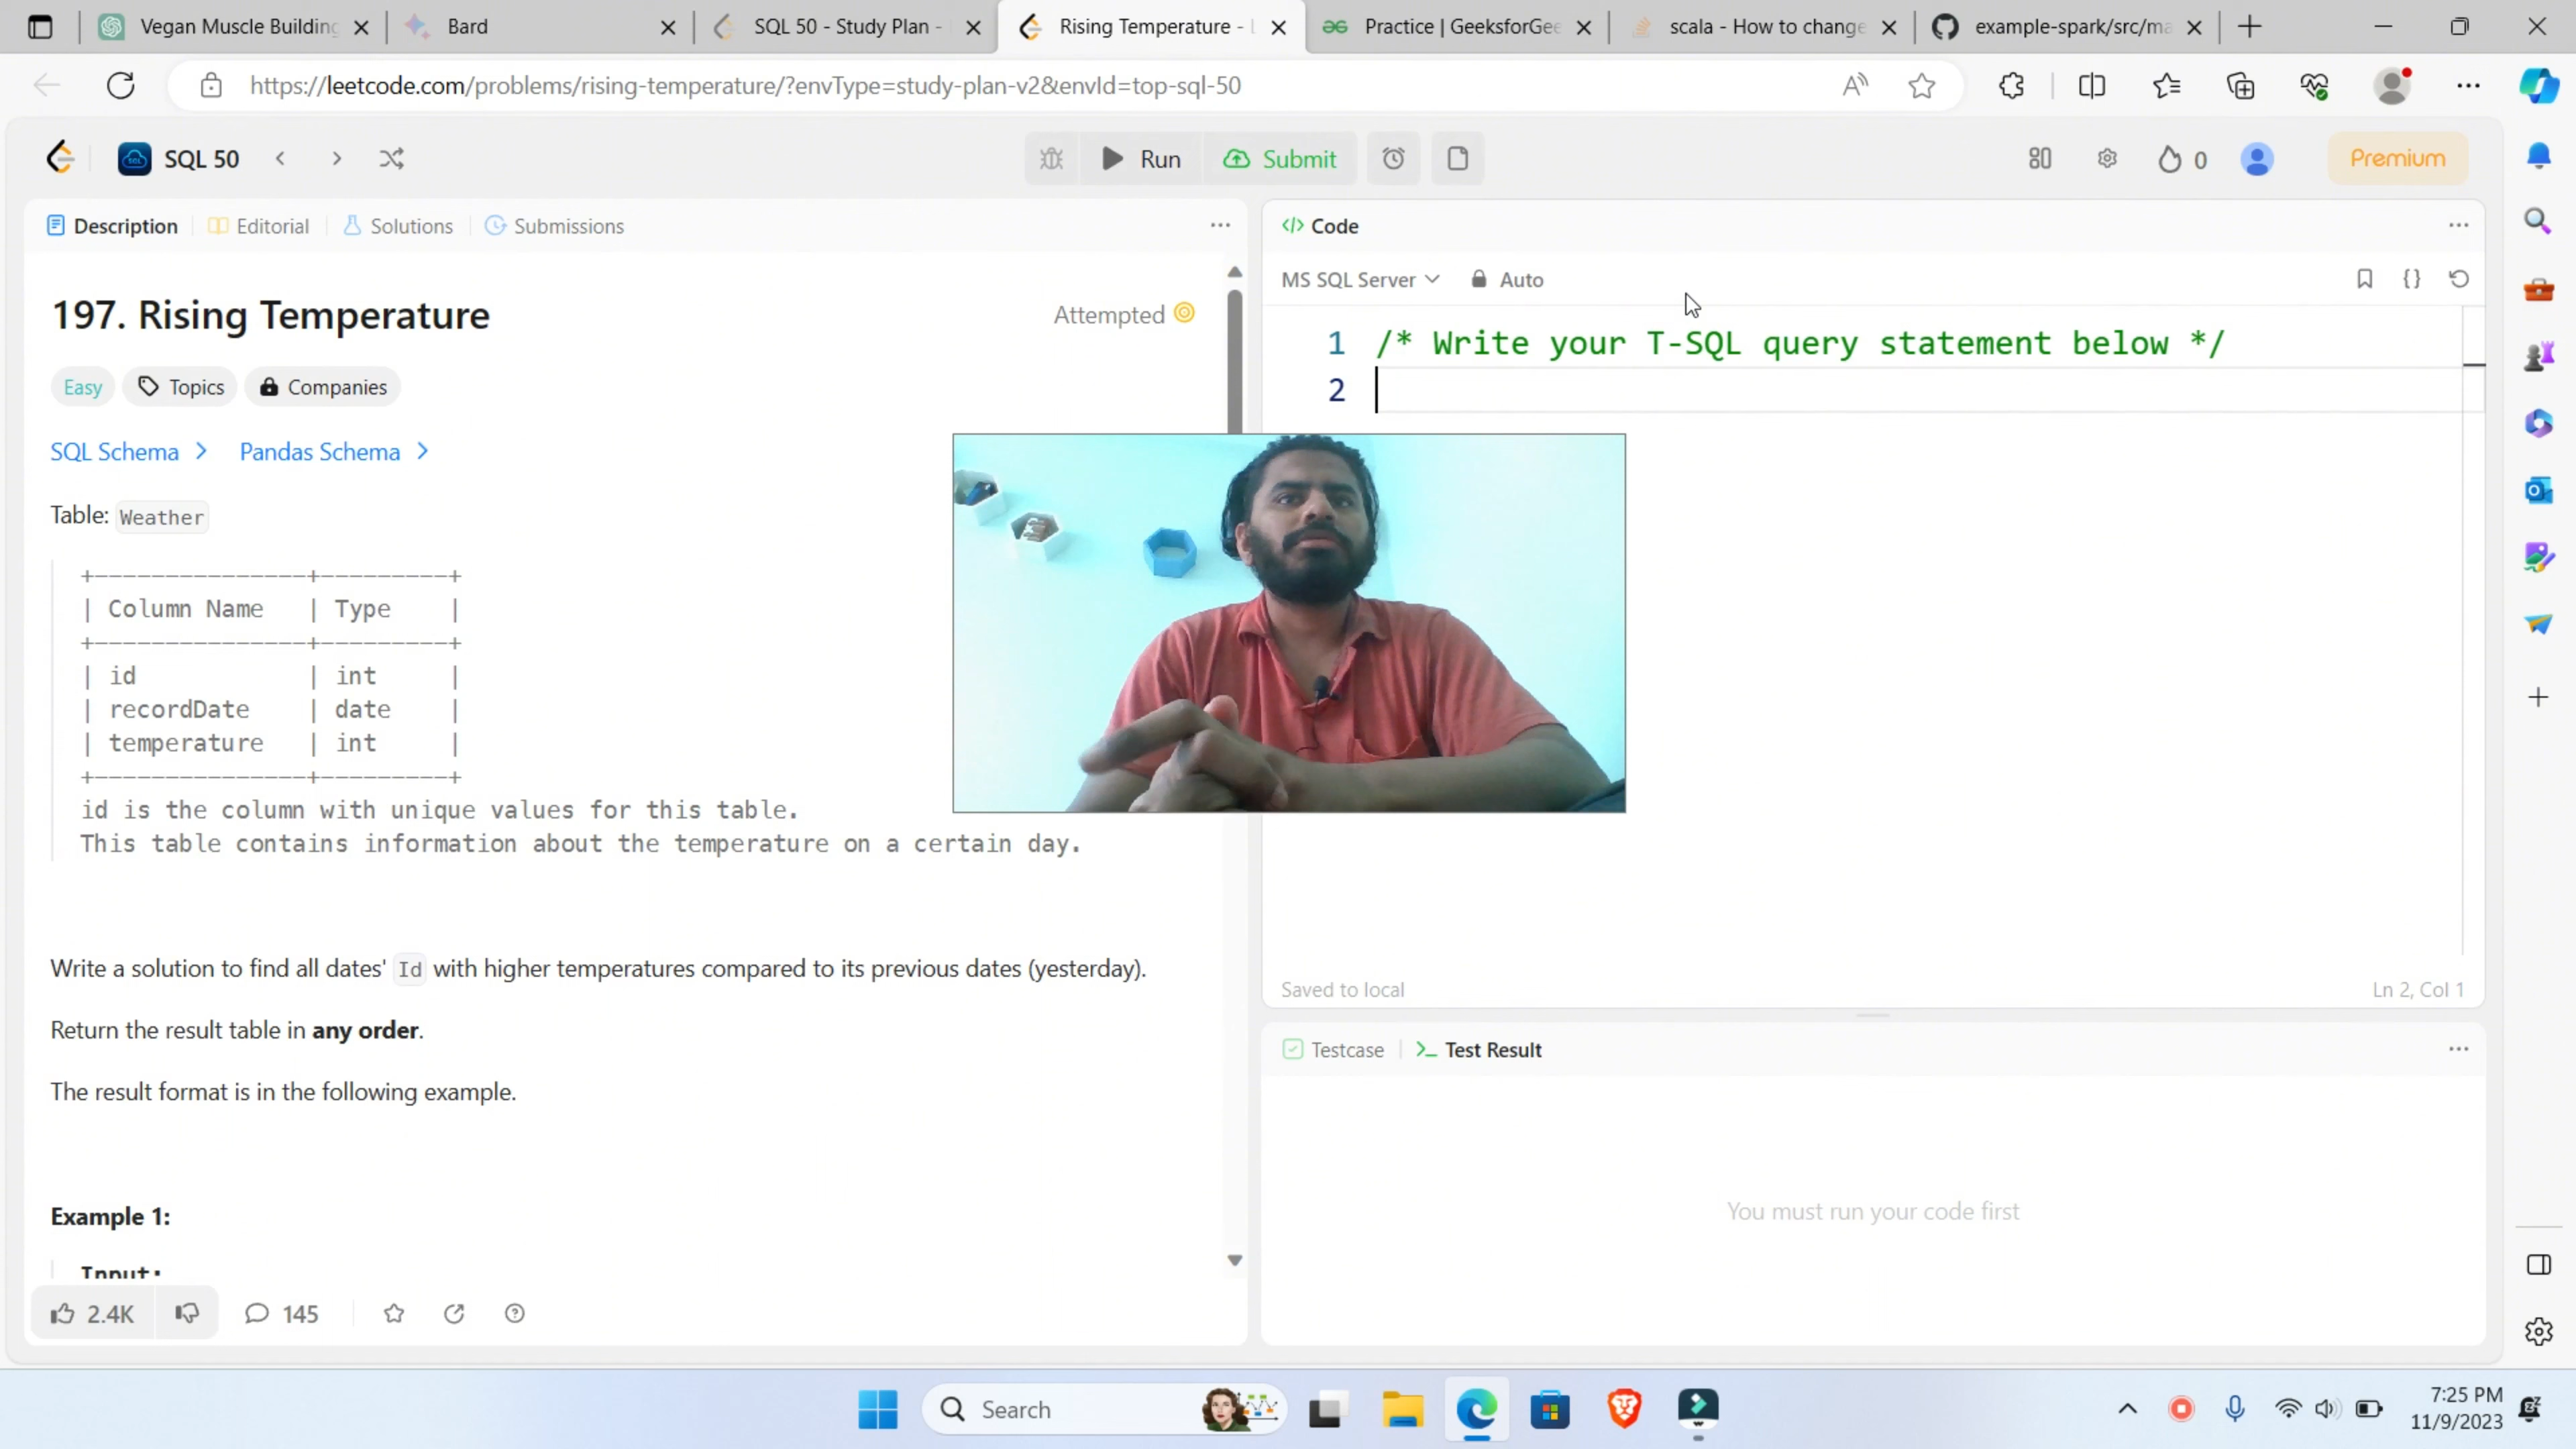 Vegan Muscle Building
Bard
SQL 50 - Study Plan -
Rising Temperature - L
Practice | GeeksforGee
scala - How to change
example-spark/src/ma
https://leetcode.com/problems/rising-temperature/?envType=study-plan-v2&envId=top-sql-50
SQL 50
Run
Submit
0
Premium
Description
Editorial
Solutions
Submissions
197. Rising Temperature
Attempted
Easy
Topics
Companies
SQL Schema >
Pandas Schema >
Table: Weather
+---------------+---------+
| Column Name   | Type    |
+---------------+---------+
| id            | int     |
| recordDate    | date    |
| temperature   | int     |
+---------------+---------+
id is the column with unique values for this table.
This table contains information about the temperature on a certain day.
Write a solution to find all dates' Id with higher temperatures compared to its previous dates (yesterday).
Return the result table in any order.
The result format is in the following example.
Example 1:
Input:
2.4K
145
</> Code
MS SQL Server
Auto
1 /* Write your T-SQL query statement below */
2
Saved to local
Ln 2, Col 1
Testcase
>_ Test Result
You must run your code first
Search
7:25 PM
11/9/2023